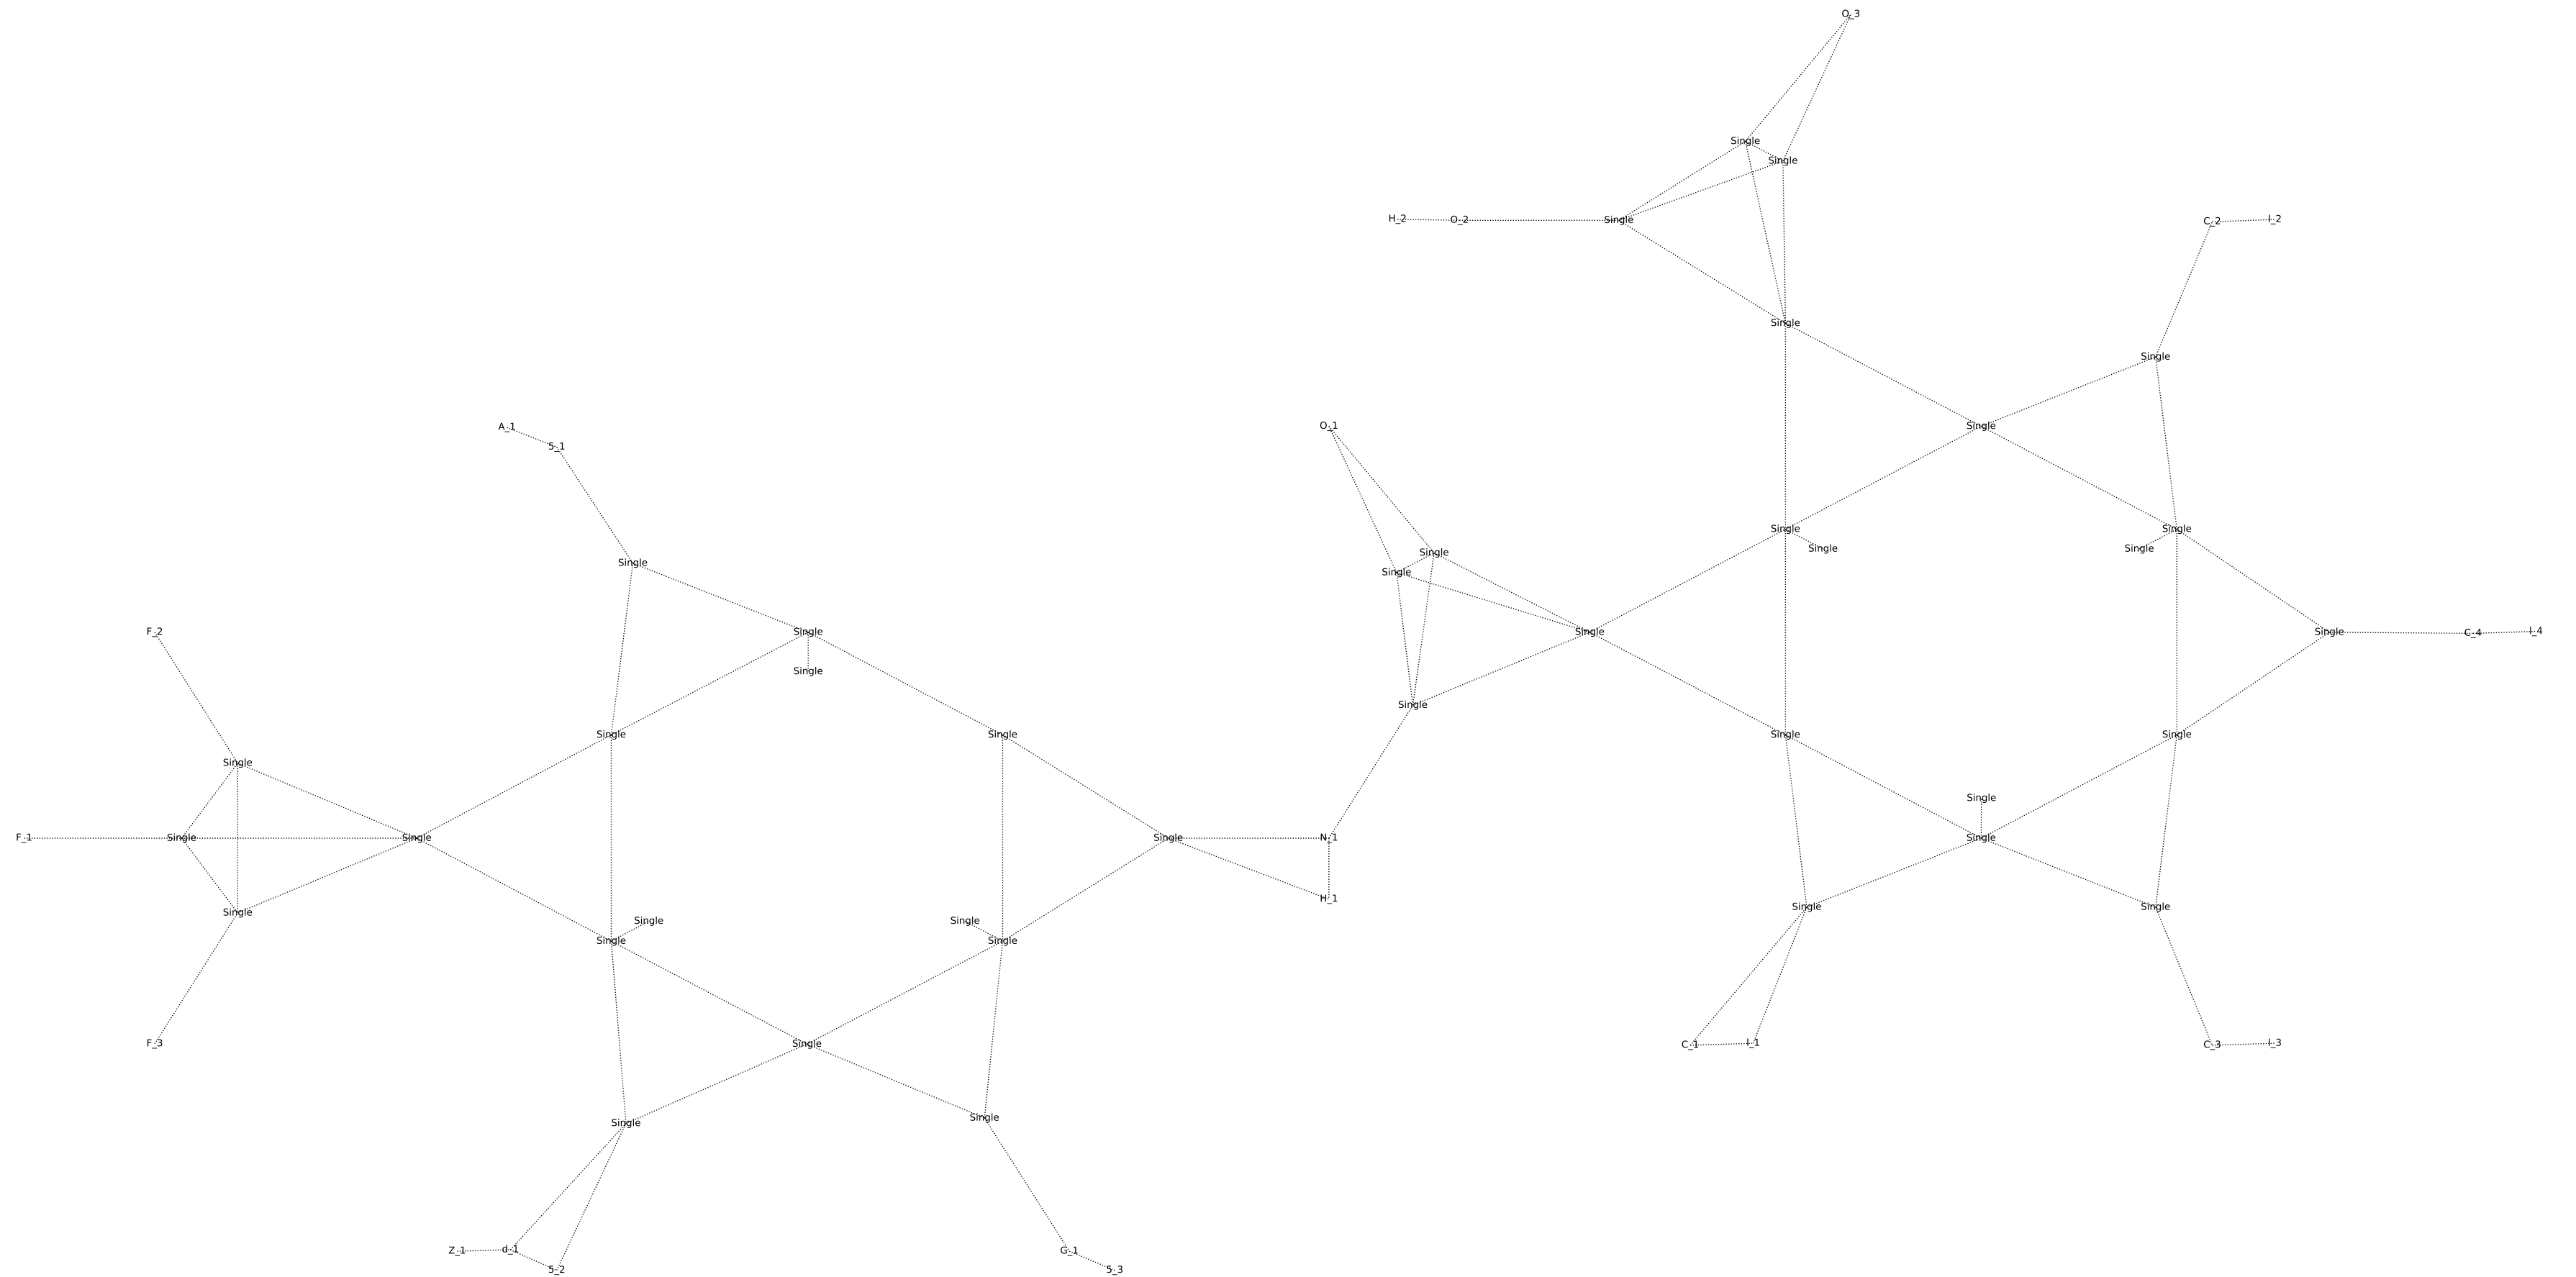 O_3
Single
Single
H_2 O_2 Single C_2 I_2
Single
Single
A_1 O_1 Single
5_1
Single Single Single
Single Single Single
Single
F_2 Single Single Single C_4 I_4
Single
Single
Single Single Single Single
Single
Single
F_1 Single Single Single N_1 Single
H_1
Single Single Single
Single Single
Single Single
F_3 Single C_1 I_1 C_3 I_3
Single
Single
Z_1 d_1 G_1
5_2 5_3